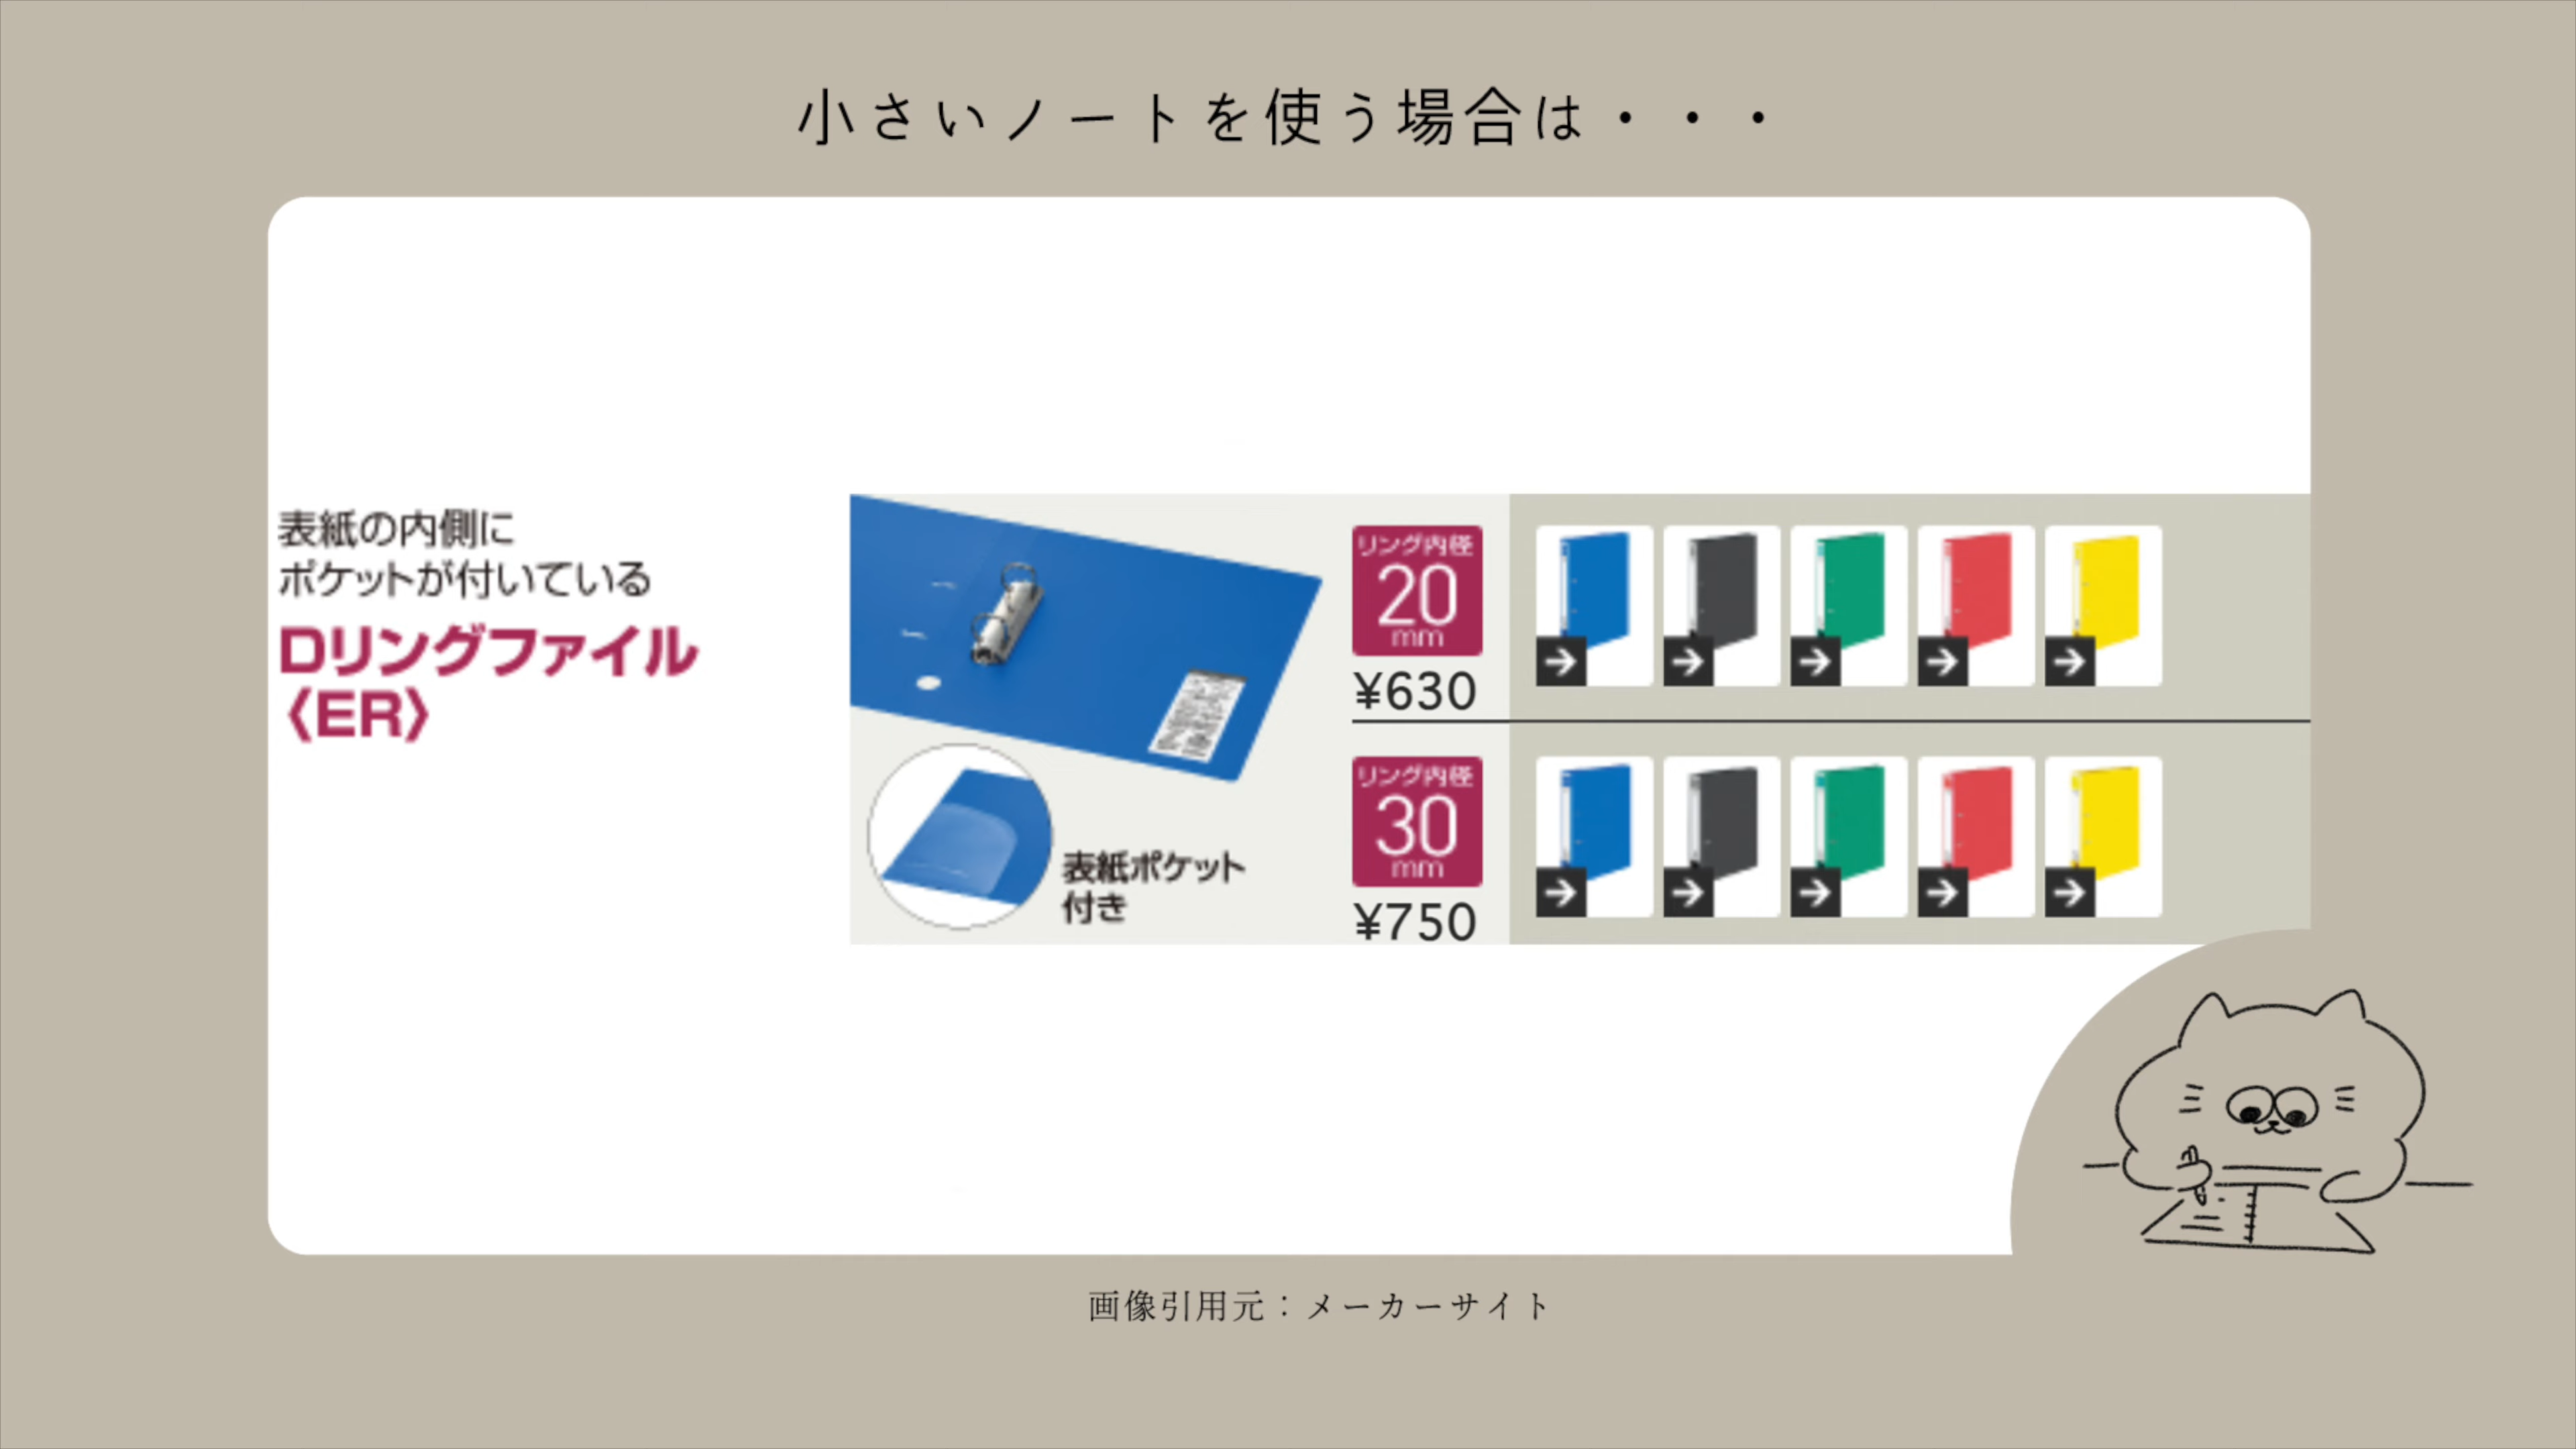 小さいノートを使う場合は・・・
表紙の内側に
ポケットが付いている
Dリングファイル
〈ER〉
表紙ポケット
付き
リング内径
20
mm
¥630
リング内径
30
mm
¥750
画像引用元：メーカーサイト